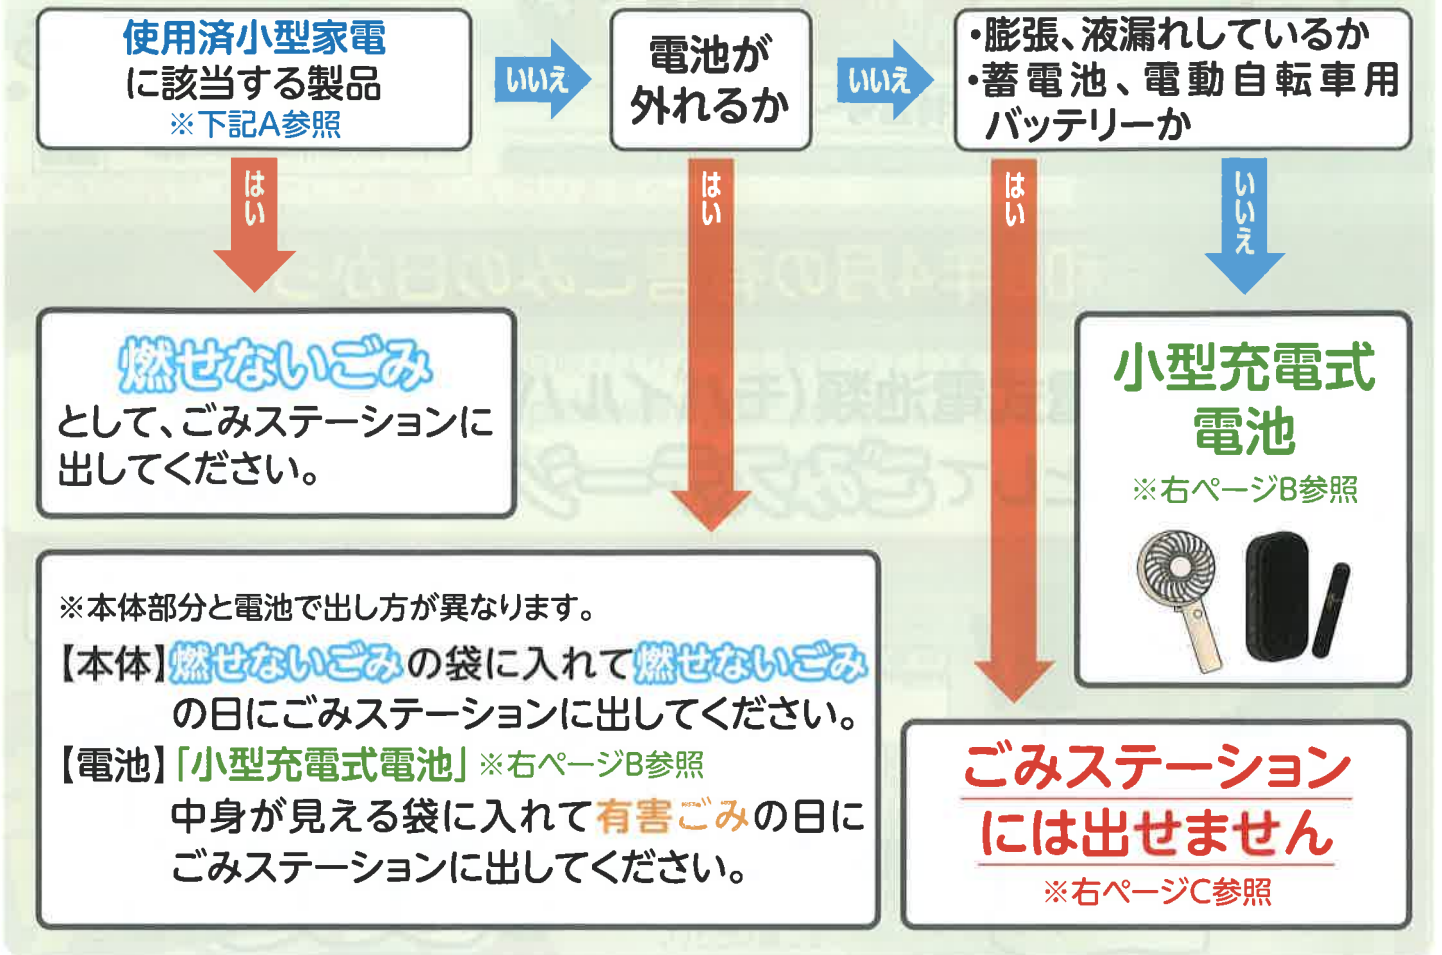 使用済小型家電
に該当する製品
※下記A参照
いいえ
電池が
外れるか
いいえ
・膨張、液漏れしているか
・蓄電池、電動自転車用
バッテリーか
はい
はい
はい
いいえ
燃せないごみ
として、ごみステーションに
出してください。
小型充電式
電池
※右ページB参照
※本体部分と電池で出し方が異なります。
【本体】燃せないごみの袋に入れて燃せないごみ
の日にごみステーションに出してください。
【電池】「小型充電式電池」※右ページB参照
中身が見える袋に入れて有害ごみの日に
ごみステーションに出してください。
ごみステーション
には出せません
※右ページC参照